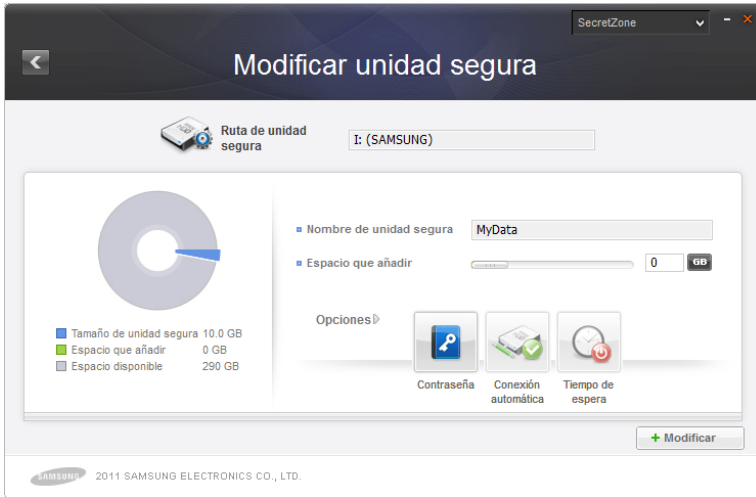 SecretZone
Modificar unidad segura
Ruta de unidad
segura
I: (SAMSUNG)
Nombre de unidad segura MyData
Espacio que añadir 0 GB
Opciones
Tamaño de unidad segura 10.0 GB
Espacio que añadir 0 GB
Espacio disponible 290 GB
Contraseña
Conexión
automática
Tiempo de
espera
+ Modificar
SAMSUNG 2011 SAMSUNG ELECTRONICS CO., LTD.